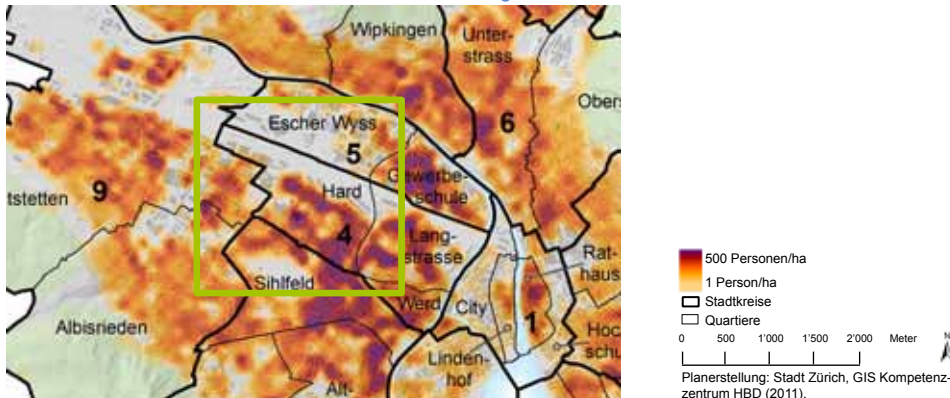 Wipkingen
Unter-
strass
Ober
Escher Wyss
6
5
Gewerbe-
schule
9
tstetten
Hard
4
Lang-
strasse
Rat-
haus
Sihlfeld
Werd
City
1
Albisrieden
Linden-
hof
Hoc
schu
Alt-
500 Personen/ha
1 Person/ha
Stadtkreise
Quartiere
0 500 1'000 1'500 2'000 Meter
N
Planerstellung: Stadt Zürich, GIS Kompetenz-
zentrum HBD (2011).